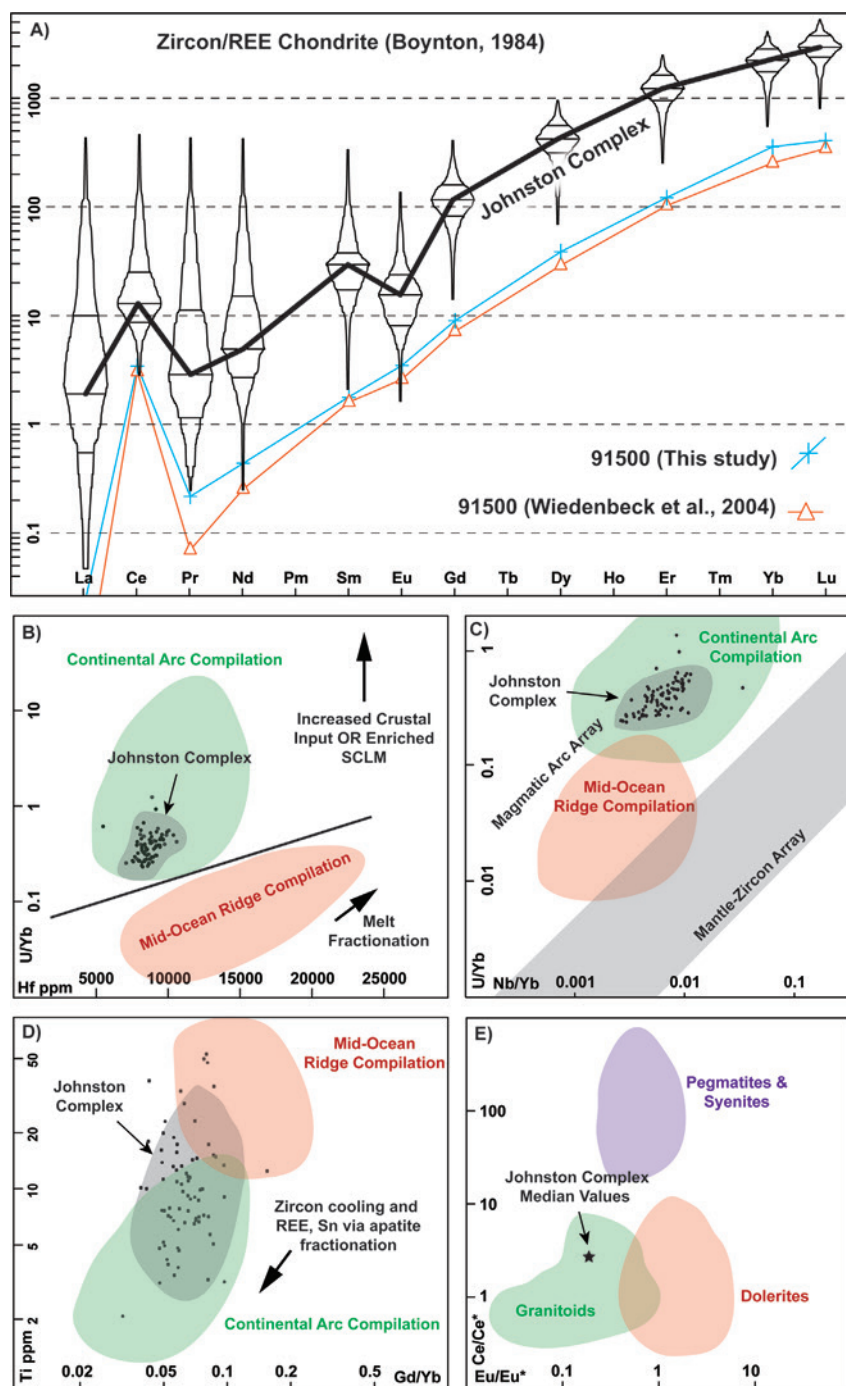 A)
Zircon/REE Chondrite (Boynton, 1984)
1000
100
10
1
0.1
Johnston Complex
91500 (This study)
91500 (Wiedenbeck et al., 2004)
La Ce Pr Nd Pm Sm Eu Gd Tb Dy Ho Er Tm Yb Lu
B)
Continental Arc Compilation
Increased Crustal
Input OR Enriched
SCLM
Johnston Complex
Mid-Ocean Ridge Compilation
Melt
Fractionation
10
1
0.1
U/Yb
Hf ppm
5000 10000 15000 20000 25000
C)
Continental Arc
Compilation
Johnston
Complex
Magmatic Arc Array
Mid-Ocean
Ridge Compilation
Mantle-Zircon Array
1
0.1
0.01
U/Yb
Nb/Yb
0.001 0.01 0.1
D)
Mid-Ocean
Ridge Compilation
Johnston
Complex
Zircon cooling and
REE, Sn via apatite
fractionation
Continental Arc Compilation
50
20
10
5
2
Ti ppm
0.02 0.05 0.1 0.2 0.5
Gd/Yb
E)
Pegmatites &
Syenites
Johnston Complex
Median Values
Granitoids
Dolerites
100
10
1
Ce/Ce*
Eu/Eu*
0.1 1 10